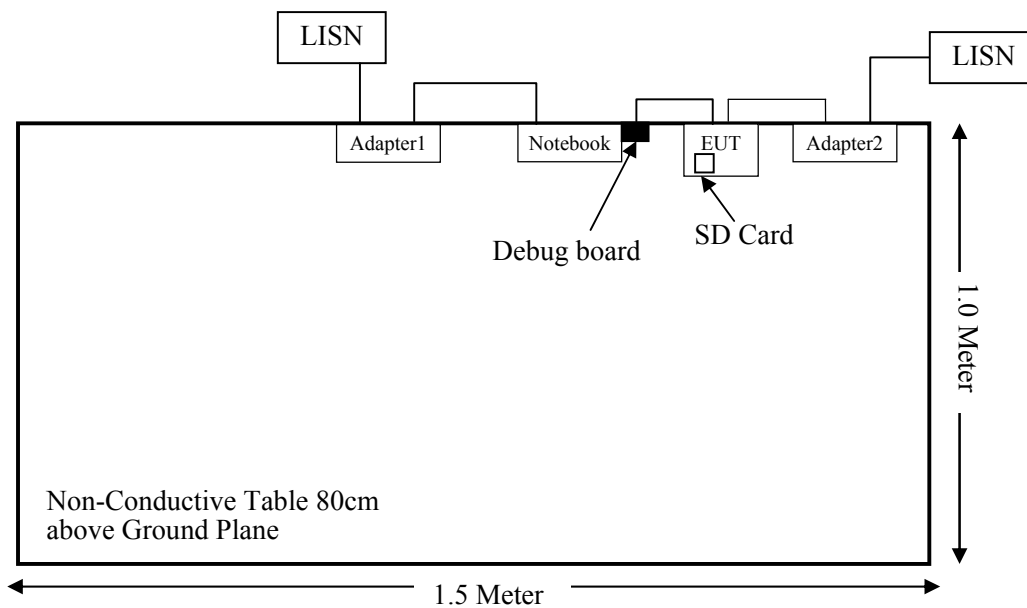 LISN
LISN
Adapter1
Notebook
EUT
Adapter2
Debug board
SD Card
1.0 Meter
Non-Conductive Table 80cm
above Ground Plane
1.5 Meter